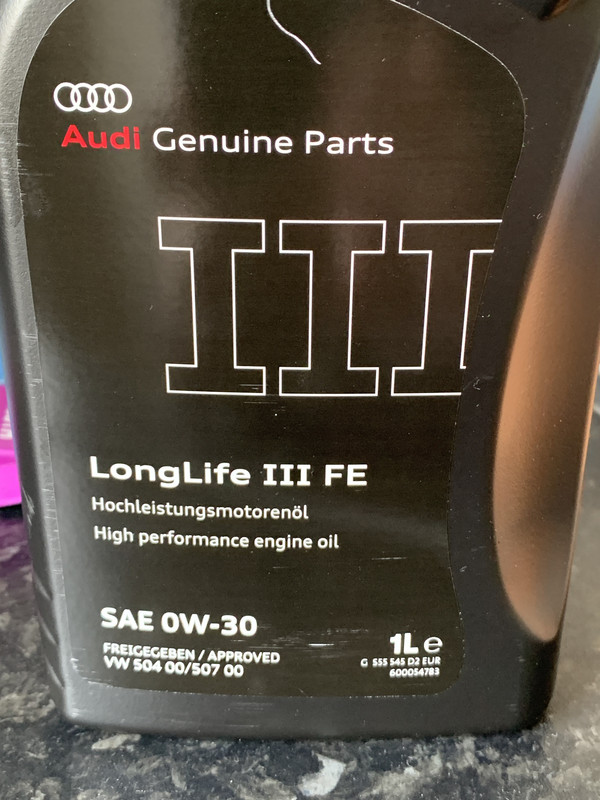 Audi Genuine Parts
III
LongLife III FE
Hochleistungsmotorenöl
High performance engine oil
SAE 0W-30
FREIGEGEBEN / APPROVED
VW 504 00/507 00
1L ℮
G 555 545 D2 EUR
600054783